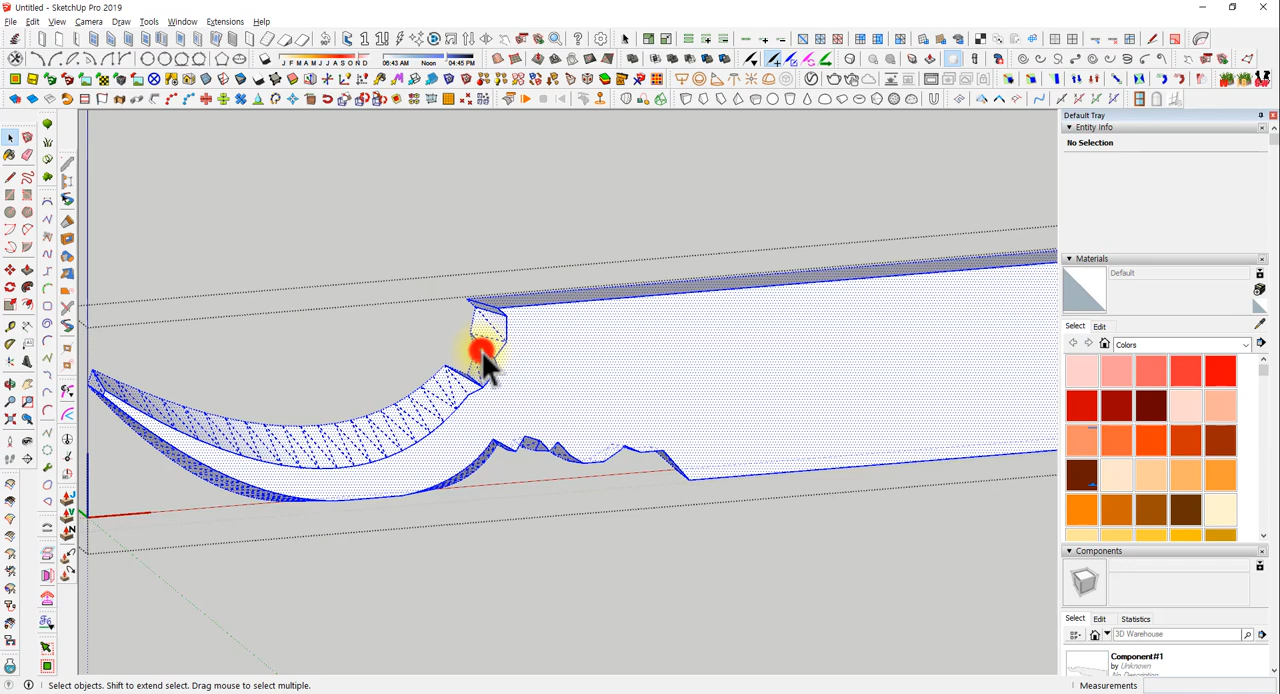 Untitled - SketchUp Pro 2019
File Edit View Camera Draw Tools Window Extensions Help
J F M A M J J A S O N D
06:43 AM Noon 04:45 PM
Default Tray
Entity Info
No Selection
Materials
Default
Select Edit
Colors
Components
Select Edit Statistics
3D Warehouse
Component#1
by Unknown
No Description
Select objects. Shift to extend select. Drag mouse to select multiple.
Measurements